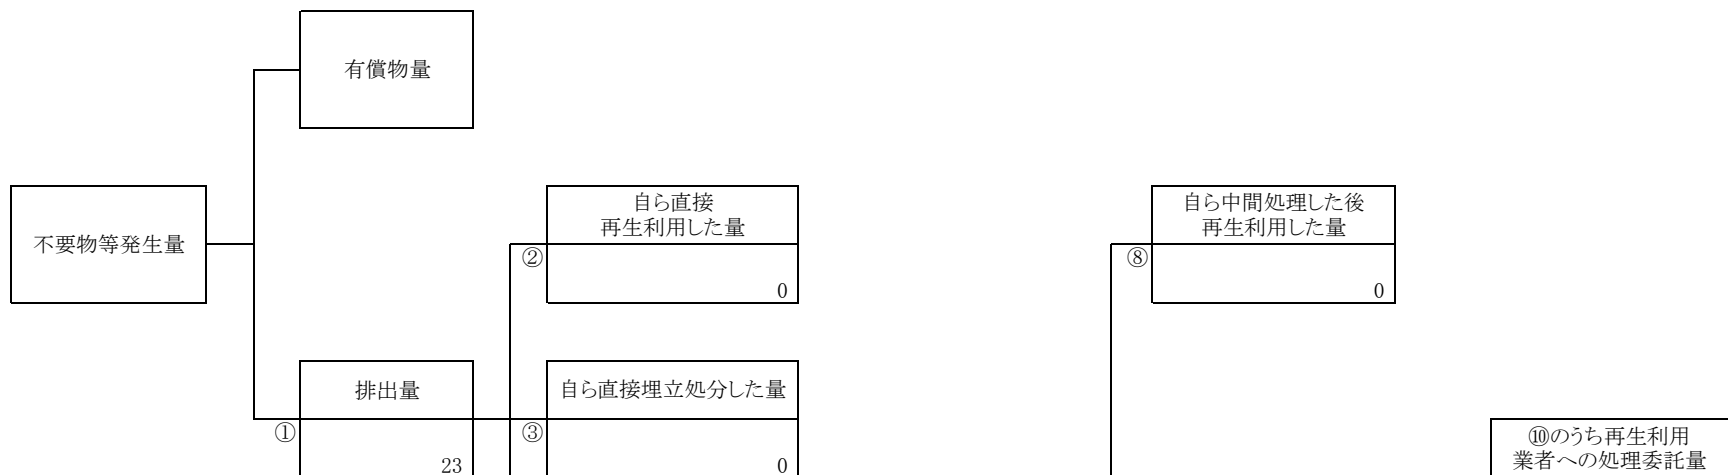 有償物量
不要物等発生量
自ら直接
再生利用した量
②
0
自ら中間処理した後
再生利用した量
⑧
0
排出量
①
23
自ら直接埋立処分した量
③
0
⑩のうち再生利用
業者への処理委託量